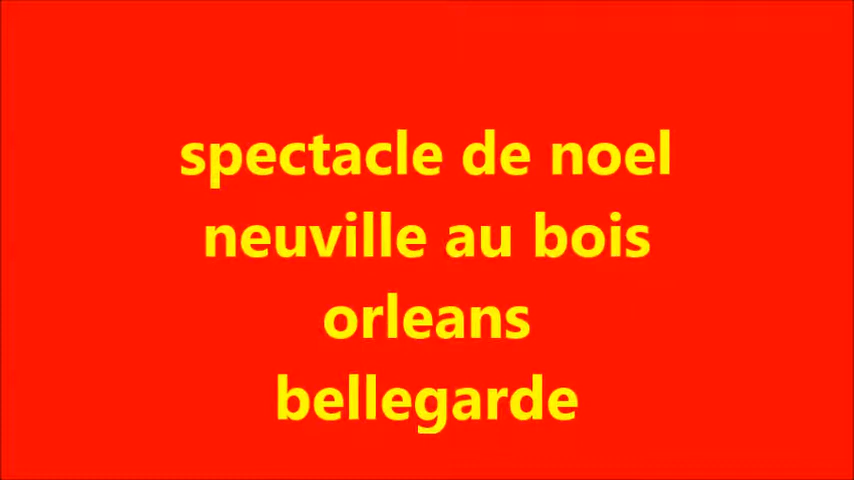 spectacle de noel
neuville au bois
orleans
bellegarde